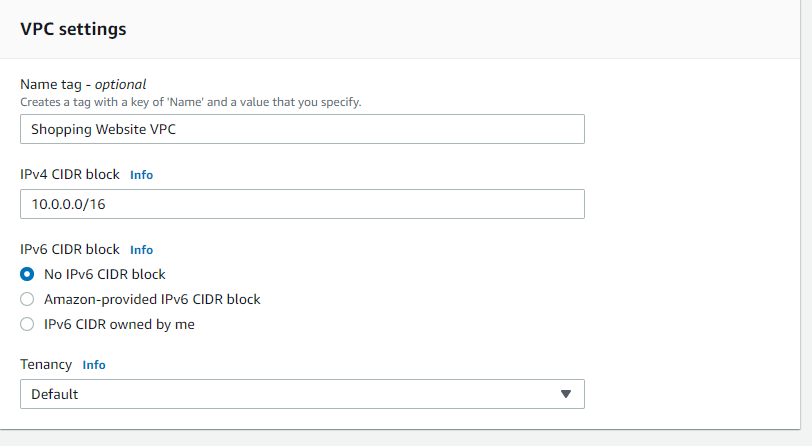 VPC settings
Name tag - optional
Creates a tag with a key of 'Name' and a value that you specify.
Shopping Website VPC
IPv4 CIDR block Info
10.0.0.0/16
IPv6 CIDR block Info
No IPv6 CIDR block
Amazon-provided IPv6 CIDR block
IPv6 CIDR owned by me
Tenancy Info
Default